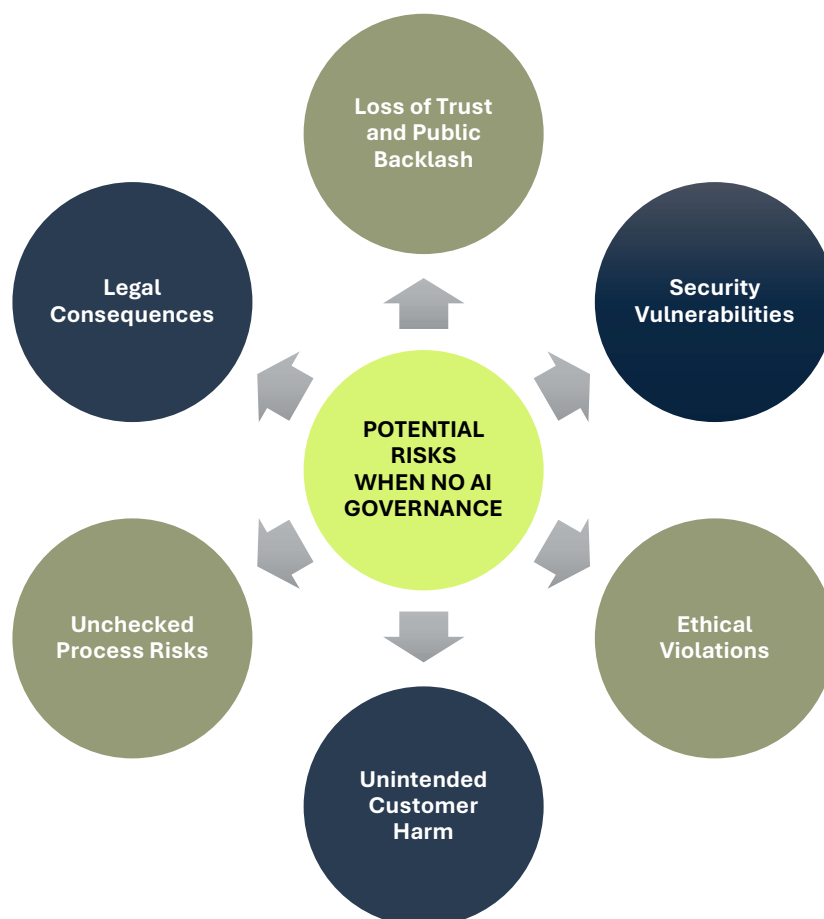 Loss of Trust
and Public
Backlash
Legal
Consequences
Security
Vulnerabilities
POTENTIAL
RISKS
WHEN NO AI
GOVERNANCE
Unchecked
Process Risks
Ethical
Violations
Unintended
Customer
Harm